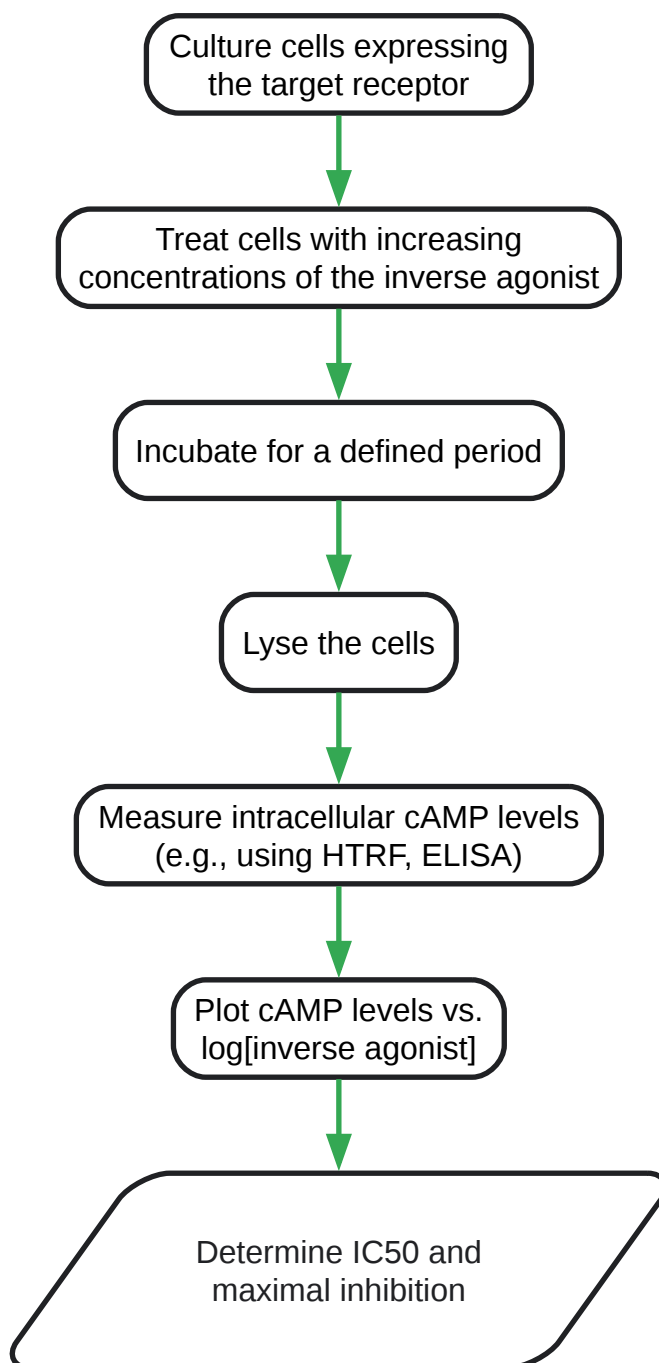 Culture cells expressing
the target receptor
Treat cells with increasing
concentrations of the inverse agonist
Incubate for a defined period
Lyse the cells
Measure intracellular cAMP levels
(e.g., using HTRF, ELISA)
Plot cAMP levels vs.
log[inverse agonist]
Determine IC50 and
maximal inhibition